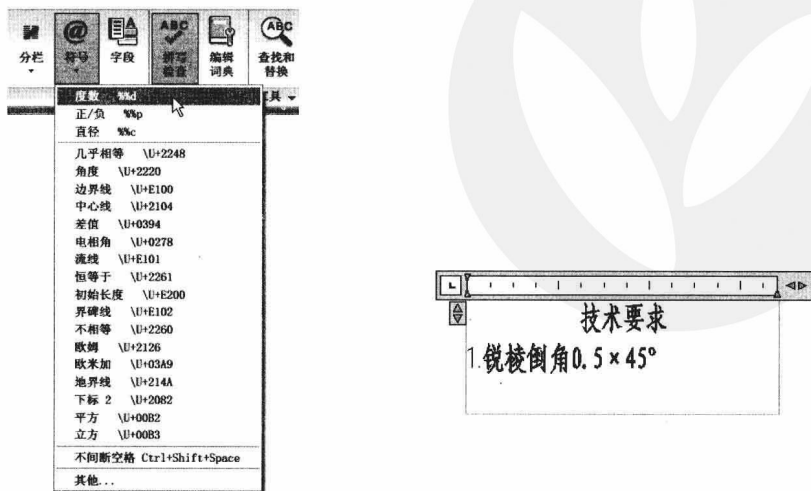 ABC
ABC
分栏
符号
字段
拼写检查
编辑词典
查找和替换
具
度数 %%d
正/负 %%p
直径 %%c
几乎相等 \U+2248
角度 \U+2220
边界线 \U+E100
中心线 \U+2104
差值 \U+0394
电相角 \U+0278
流线 \U+E101
恒等于 \U+2261
初始长度 \U+E200
界碑线 \U+E102
不相等 \U+2260
欧姆 \U+2126
欧米加 \U+03A9
地界线 \U+214A
下标 2 \U+2082
平方 \U+00B2
立方 \U+00B3
不间断空格 Ctrl+Shift+Space
其他...
技术要求
1.锐棱倒角0.5×45°